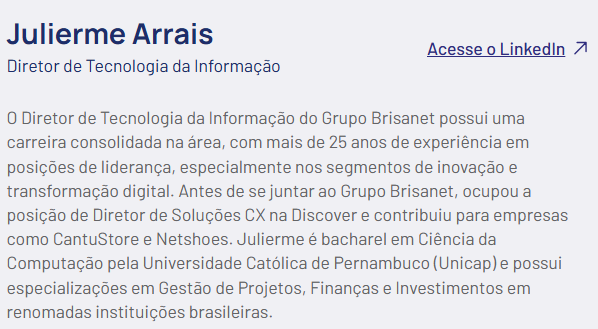 Julierme Arrais
Acesse o LinkedIn
Diretor de Tecnologia da Informação
O Diretor de Tecnologia da Informação do Grupo Brisanet possui uma
carreira consolidada na área, com mais de 25 anos de experiência em
posições de liderança, especialmente nos segmentos de inovação e
transformação digital. Antes de se juntar ao Grupo Brisanet, ocupou a
posição de Diretor de Soluções CX na Discover e contribuiu para empresas
como CantuStore e Netshoes. Julierme é bacharel em Ciência da
Computação pela Universidade Católica de Pernambuco (Unicap) e possui
especializações em Gestão de Projetos, Finanças e Investimentos em
renomadas instituições brasileiras.